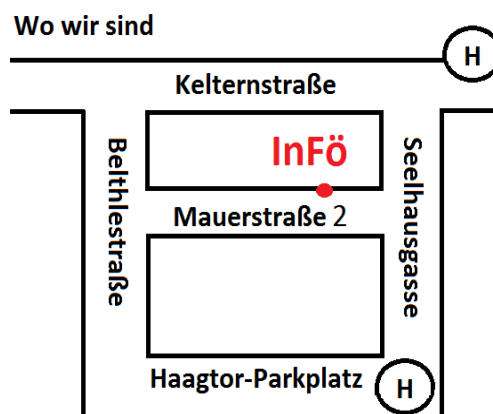 Wo wir sind
H
Kelternstraße
InFö
Belthlestraße
Seelhausgasse
Mauerstraße 2
Haagtor-Parkplatz
H